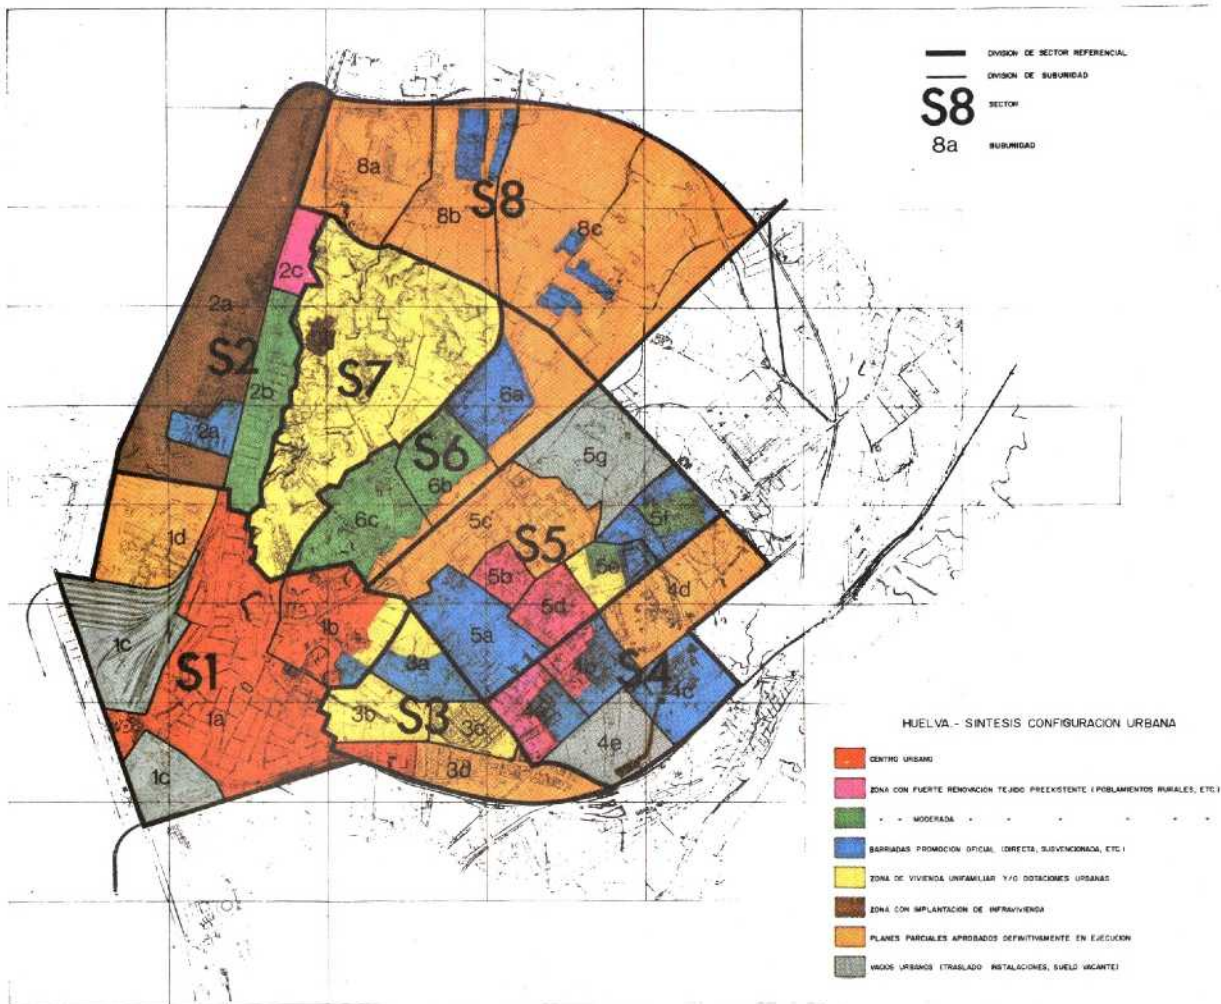 DIVISION DE SECTOR REFERENCIAL
DIVISION DE SUBUNIDAD
S8 SECTOR
8a SUBUNIDAD
8a
8b
S8
8c
2c
2a
S2
2b
2a
S7
6a
S6
6b
6c
5g
5c
S5
5f
5e
5b
5d
4d
1d
1c
1b
5a
S4
4c
S1
3a
1a
3b
S3
3c
4e
1c
3d
HUELVA.- SINTESIS CONFIGURACION URBANA
CENTRO URBANO
ZONA CON FUERTE RENOVACION TEJIDO PREEXISTENTE (POBLAMIENTOS RURALES, ETC.)
" " MODERADA " " " " " "
BARRIADAS PROMOCION OFICIAL (DIRECTA, SUBVENCIONADA, ETC.)
ZONA DE VIVIENDA UNIFAMILIAR Y/O DOTACIONES URBANAS
ZONA CON IMPLANTACION DE INFRAVIVIENDA
PLANES PARCIALES APROBADOS DEFINITIVAMENTE EN EJECUCION
VACIOS URBANOS (TRASLADO INSTALACIONES, SUELO VACANTE)